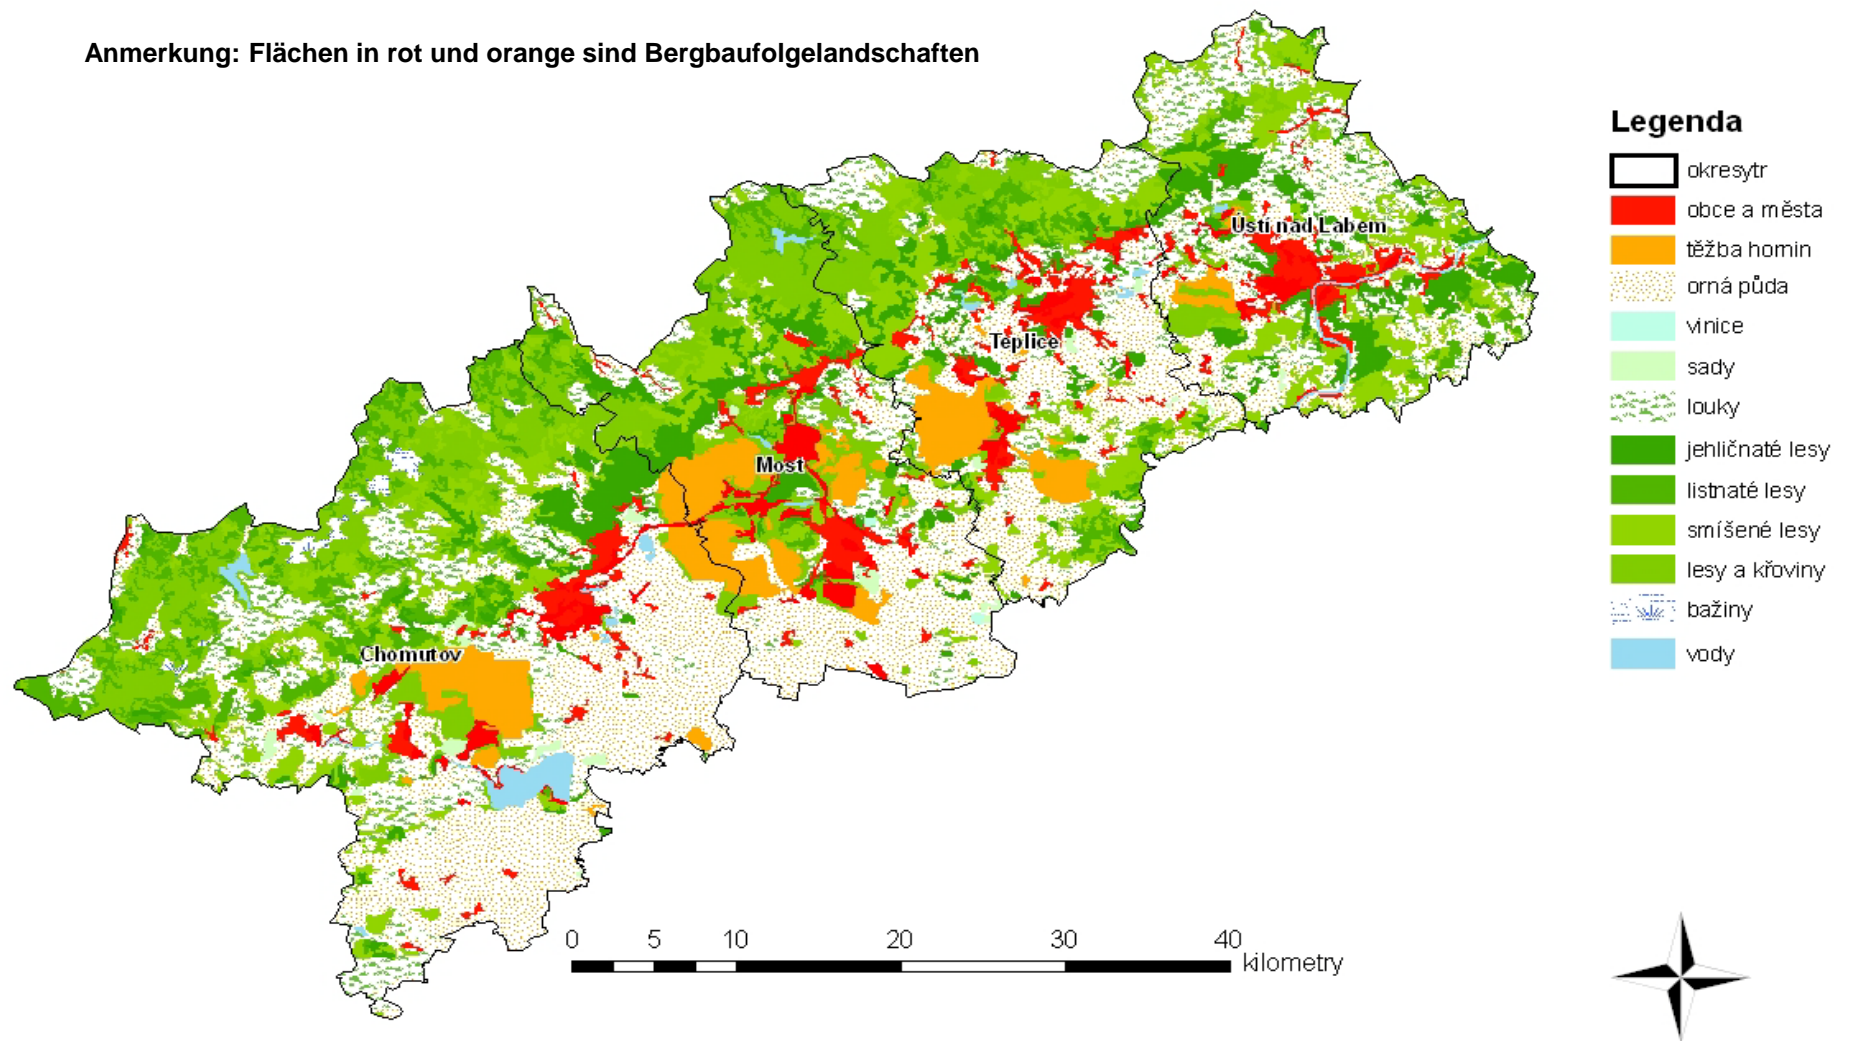 Anmerkung: Flächen in rot und orange sind Bergbaufolgelandschaften
Legenda
okresytr
obce a města
těžba hornin
orná půda
vinice
sady
louky
jehličnaté lesy
listnaté lesy
smíšené lesy
lesy a křoviny
bažiny
vody
Ústí nad Labem
Teplice
Most
Chomutov
0 5 10 20 30 40
kilometry